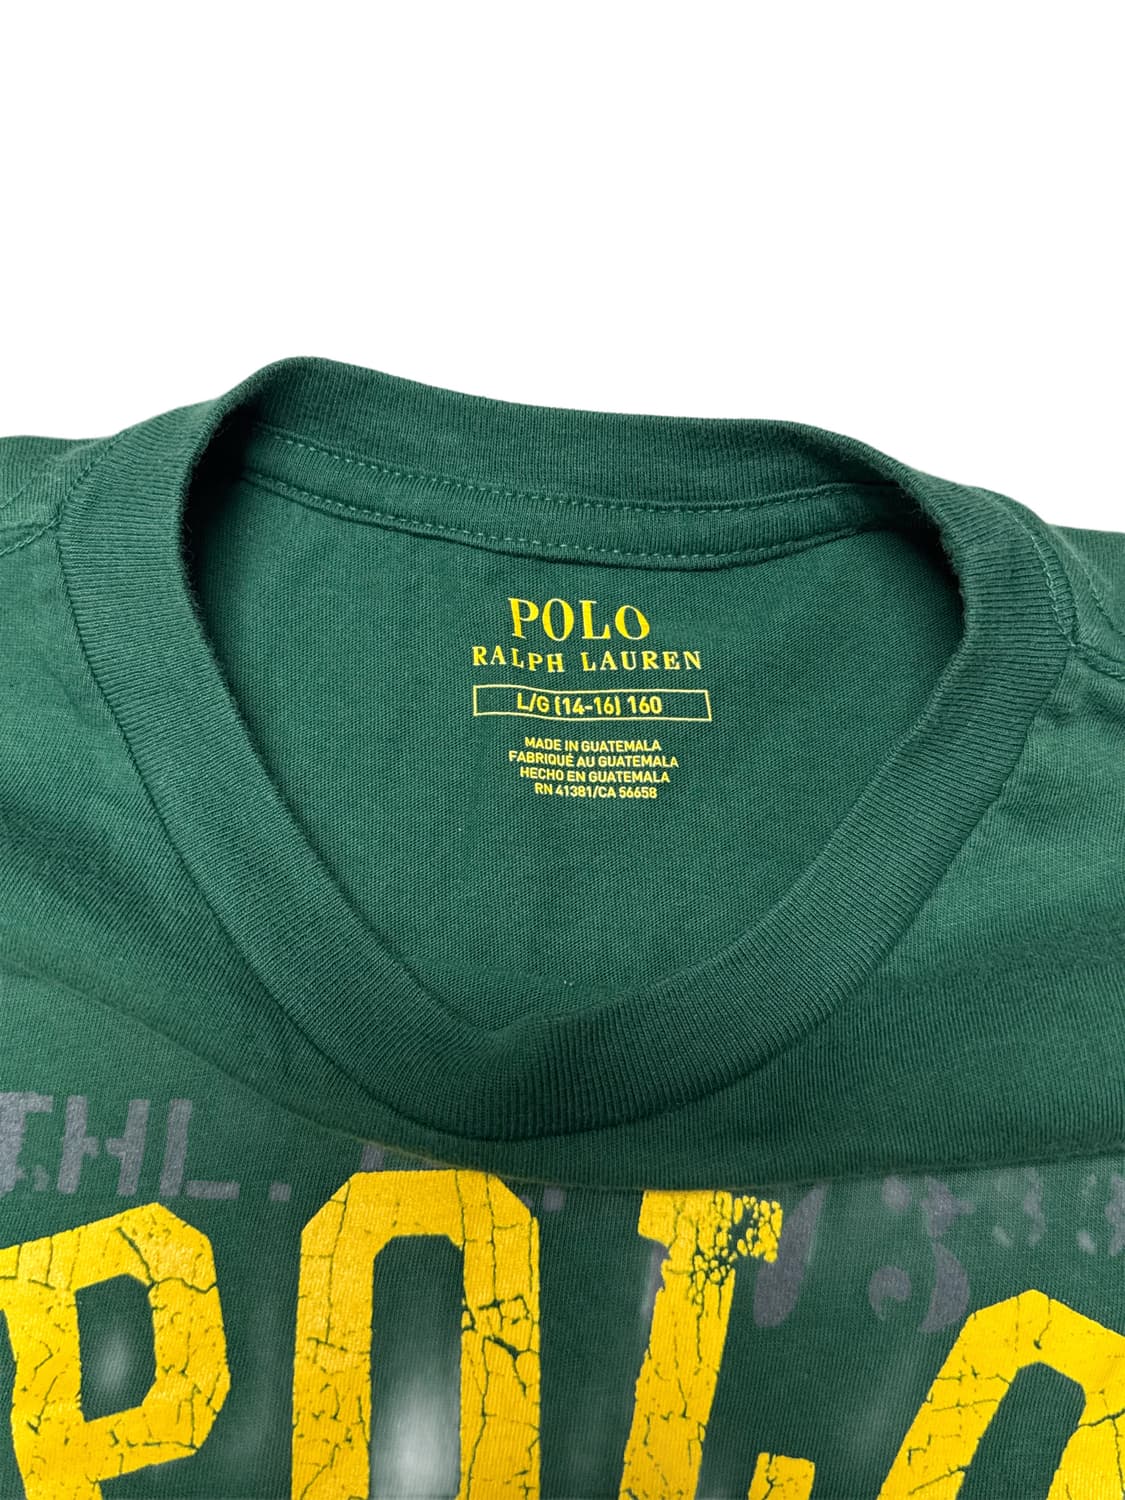 POLO
RALPH LAUREN
L/G (14-16) 160
MADE IN GUATEMALA
FABRIQUÉ AU GUATEMALA
HECHO EN GUATEMALA
RN 41381/CA 56658
POLO